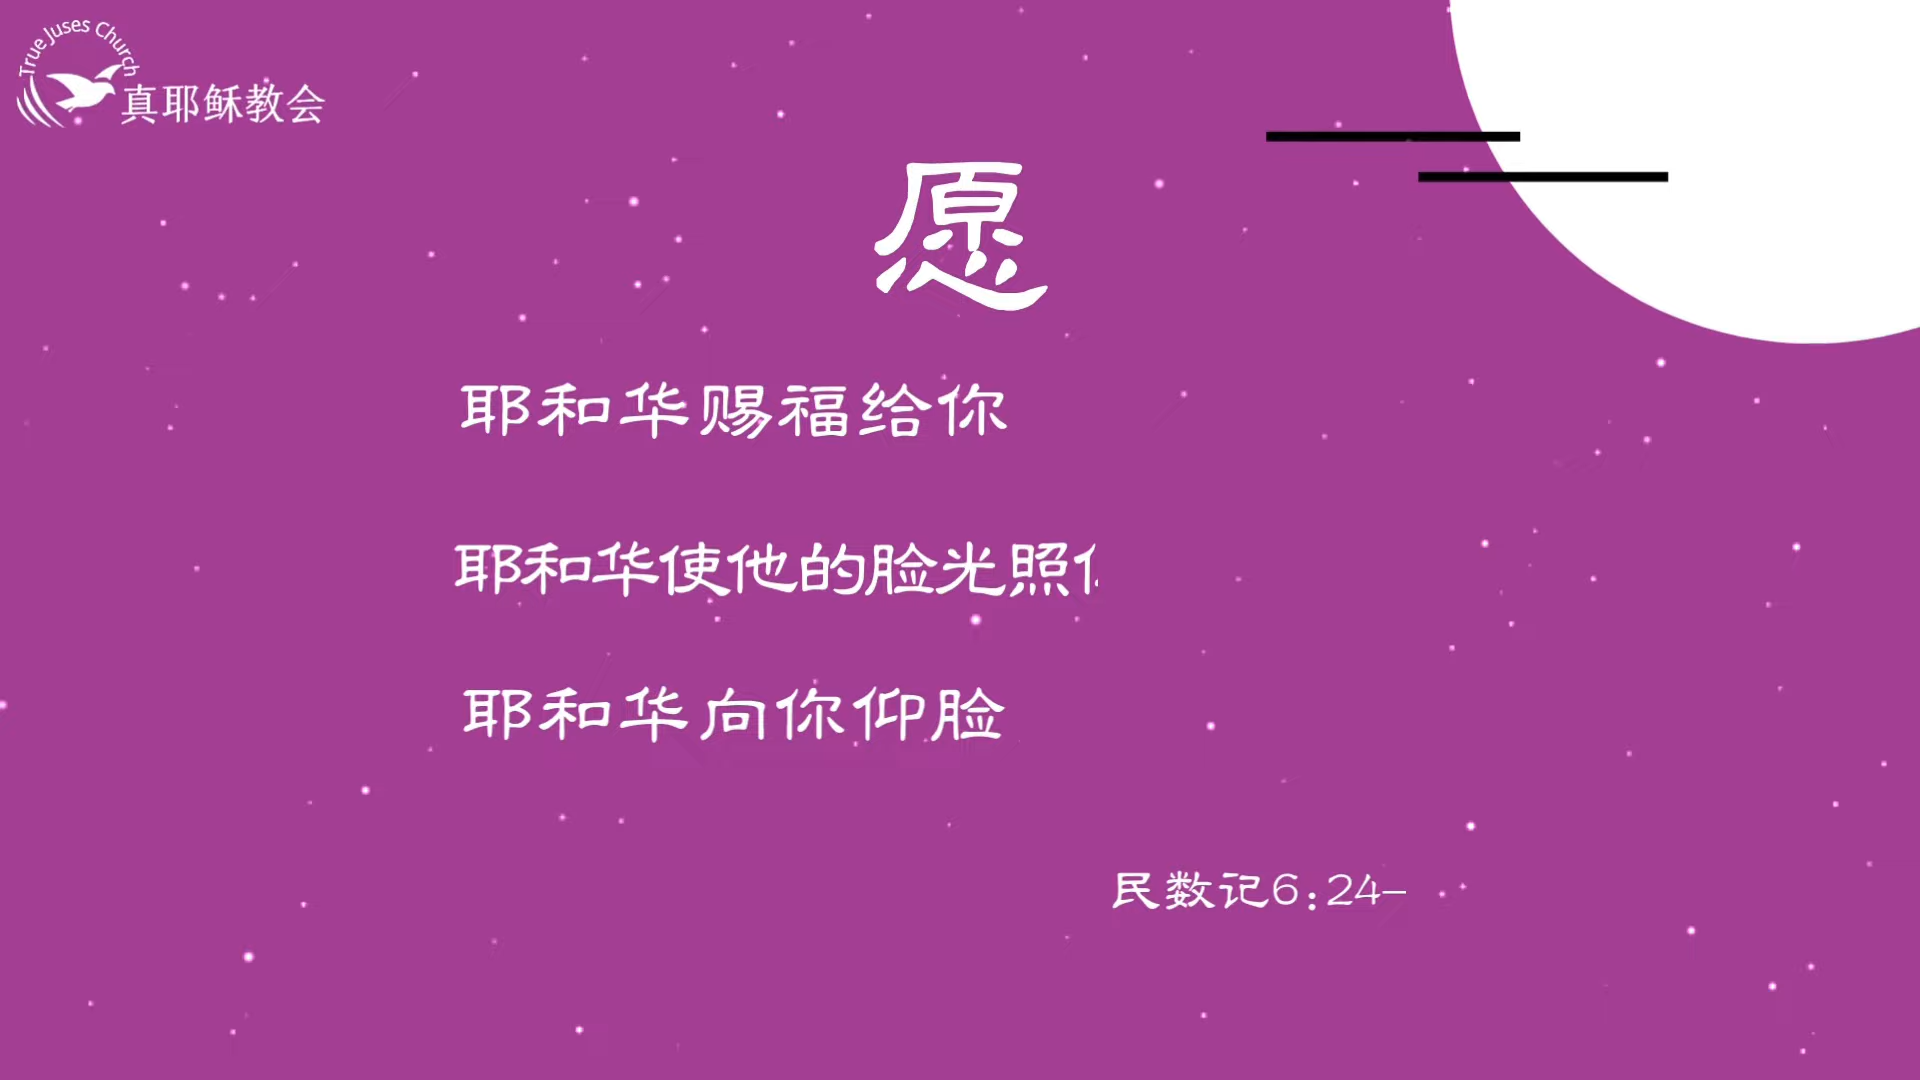 True Juses Church
真耶稣教会
愿
耶和华赐福给你
耶和华使他的脸光照
耶和华向你仰脸
民数记6:24-